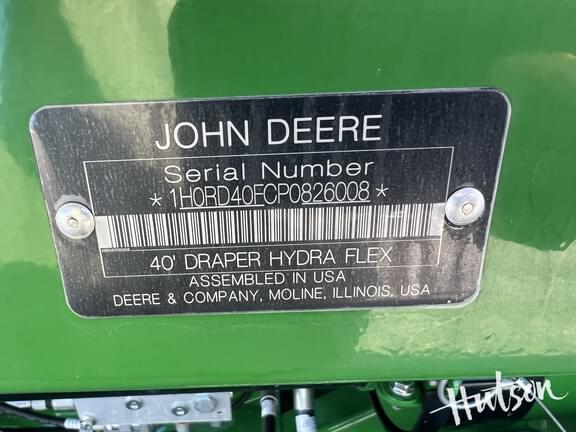 JOHN DEERE
Serial Number
*1H0RD40FCP0826008*
40' DRAPER HYDRA FLEX
ASSEMBLED IN USA
DEERE & COMPANY, MOLINE, ILLINOIS, USA
Hutson